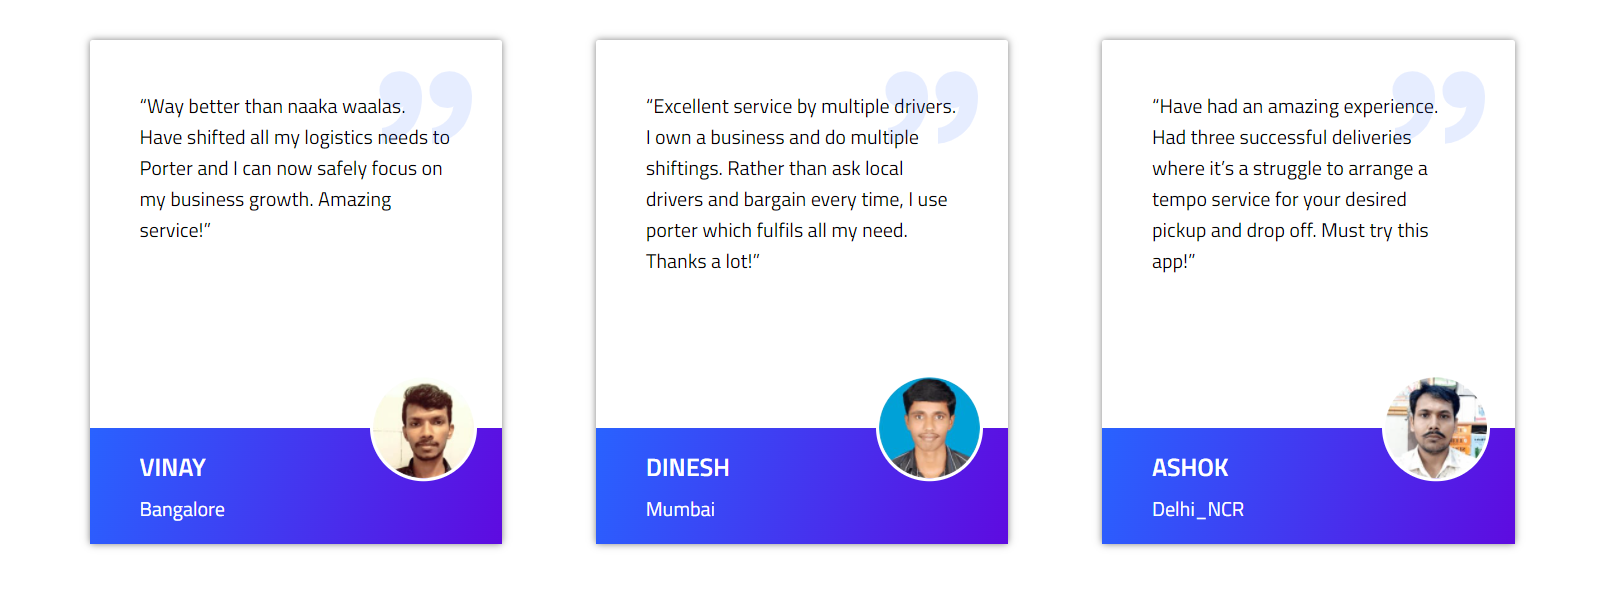 “Way better than naaka waalas.
Have shifted all my logistics needs to
Porter and I can now safely focus on
my business growth. Amazing
service!”
VINAY
Bangalore
“Excellent service by multiple drivers.
I own a business and do multiple
shiftings. Rather than ask local
drivers and bargain every time, I use
porter which fulfils all my need.
Thanks a lot!”
DINESH
Mumbai
“Have had an amazing experience.
Had three successful deliveries
where it’s a struggle to arrange a
tempo service for your desired
pickup and drop off. Must try this
app!”
ASHOK
Delhi_NCR